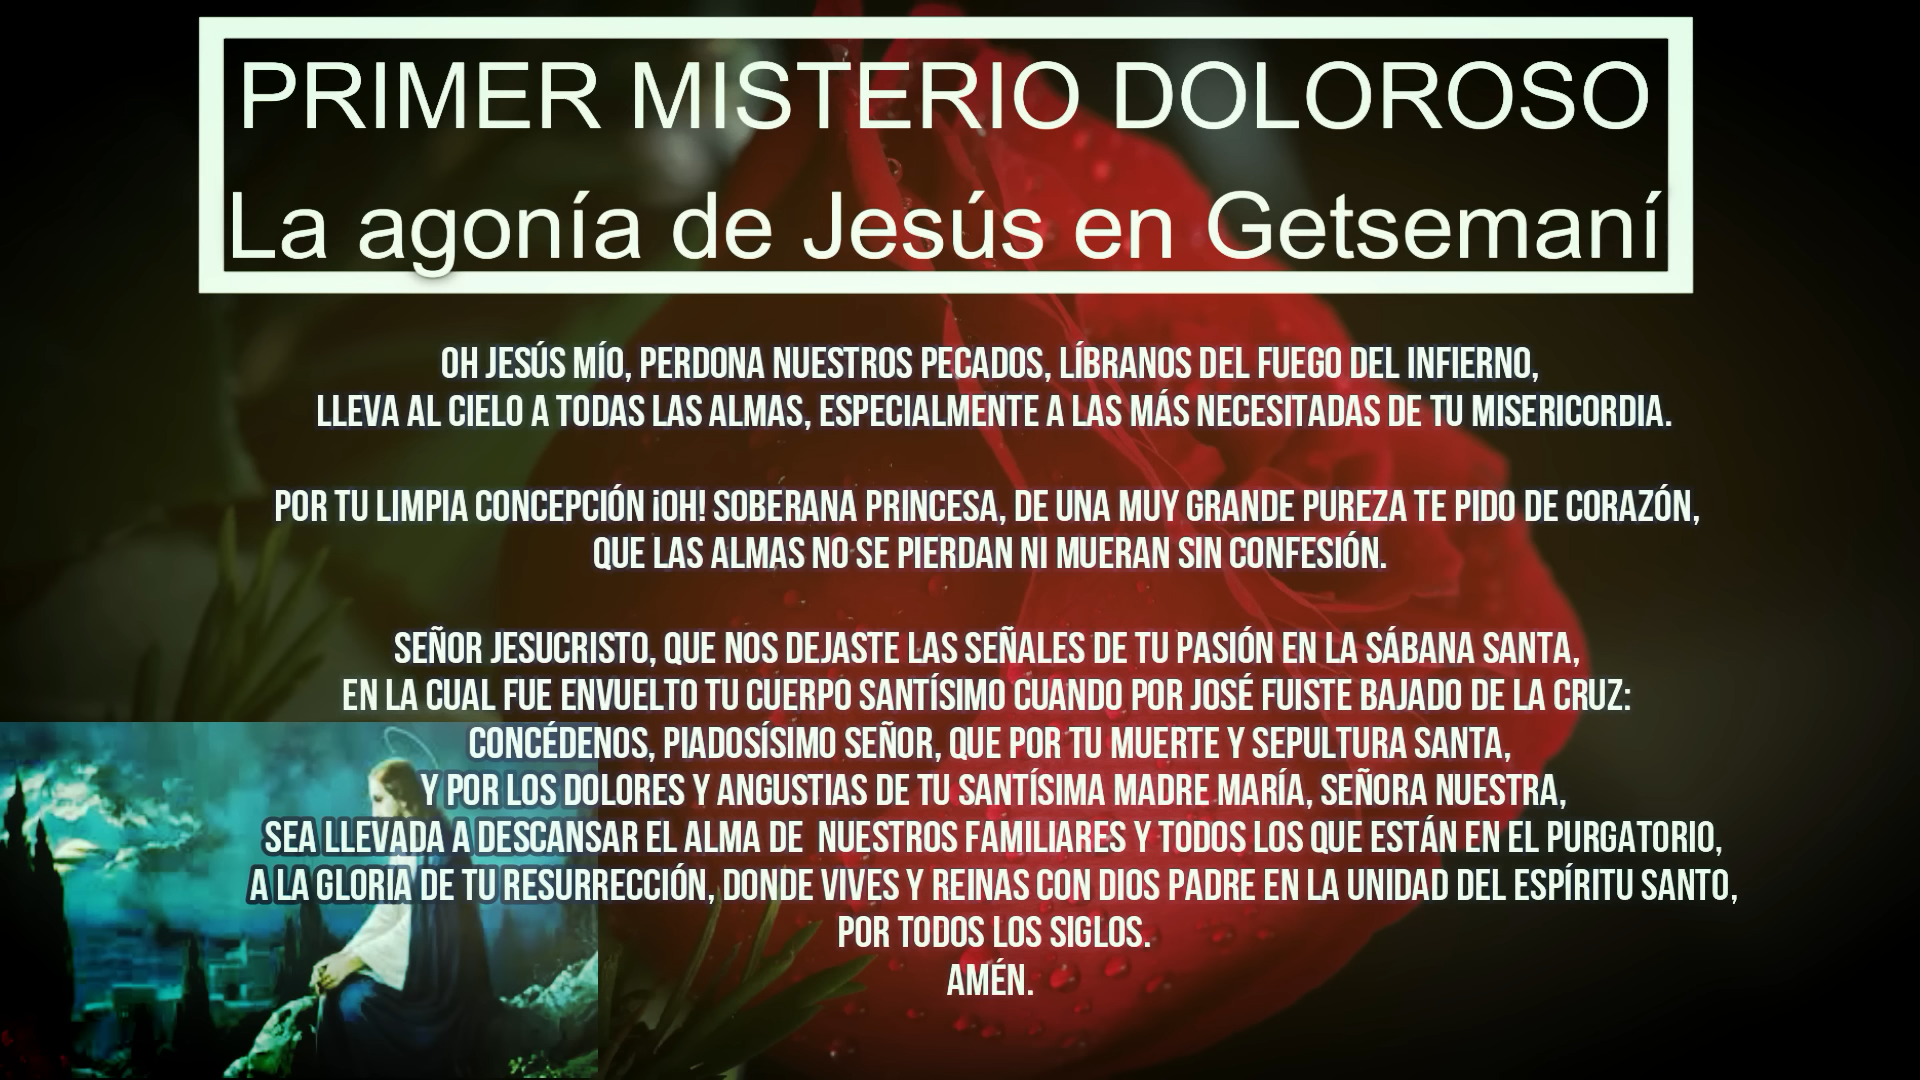 PRIMER MISTERIO DOLOROSO
La agonía de Jesús en Getsemaní
OH JESÚS MÍO, PERDONA NUESTROS PECADOS, LÍBRANOS DEL FUEGO DEL INFIERNO,
LLEVA AL CIELO A TODAS LAS ALMAS, ESPECIALMENTE A LAS MÁS NECESITADAS DE TU MISERICORDIA.
POR TU LIMPIA CONCEPCIÓN ¡OH! SOBERANA PRINCESA, DE UNA MUY GRANDE PUREZA TE PIDO DE CORAZÓN,
QUE LAS ALMAS NO SE PIERDAN NI MUERAN SIN CONFESIÓN.
SEÑOR JESUCRISTO, QUE NOS DEJASTE LAS SEÑALES DE TU PASIÓN EN LA SÁBANA SANTA,
EN LA CUAL FUE ENVUELTO TU CUERPO SANTÍSIMO CUANDO POR JOSÉ FUISTE BAJADO DE LA CRUZ:
CONCÉDENOS, PIADOSÍSIMO SEÑOR, QUE POR TU MUERTE Y SEPULTURA SANTA,
Y POR LOS DOLORES Y ANGUSTIAS DE TU SANTÍSIMA MADRE MARÍA, SEÑORA NUESTRA,
SEA LLEVADA A DESCANSAR EL ALMA DE  NUESTROS FAMILIARES Y TODOS LOS QUE ESTÁN EN EL PURGATORIO,
A LA GLORIA DE TU RESURRECCIÓN, DONDE VIVES Y REINAS CON DIOS PADRE EN LA UNIDAD DEL ESPÍRITU SANTO,
POR TODOS LOS SIGLOS.
AMÉN.